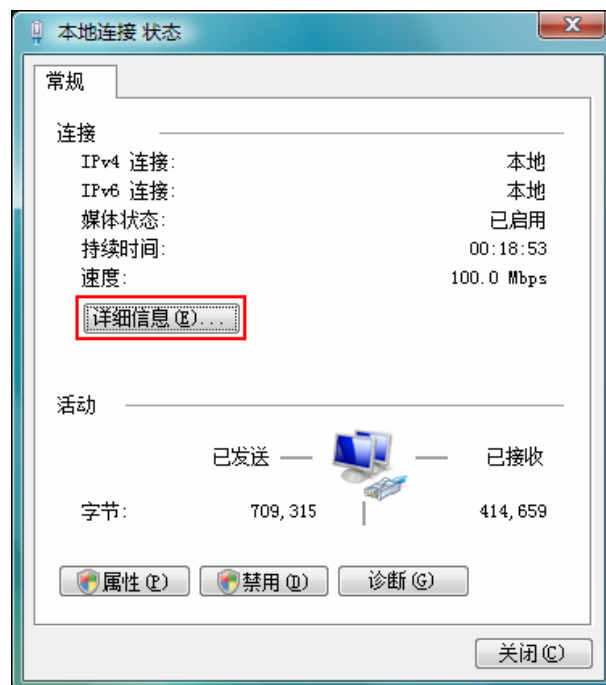 本地连接 状态
常规
连接
IPv4 连接: 本地
IPv6 连接: 本地
媒体状态: 已启用
持续时间: 00:18:53
速度: 100.0 Mbps
详细信息(E)...
活动
已发送 — — 已接收
字节: 709,315 | 414,659
属性(P) 禁用(D) 诊断(G)
关闭(C)